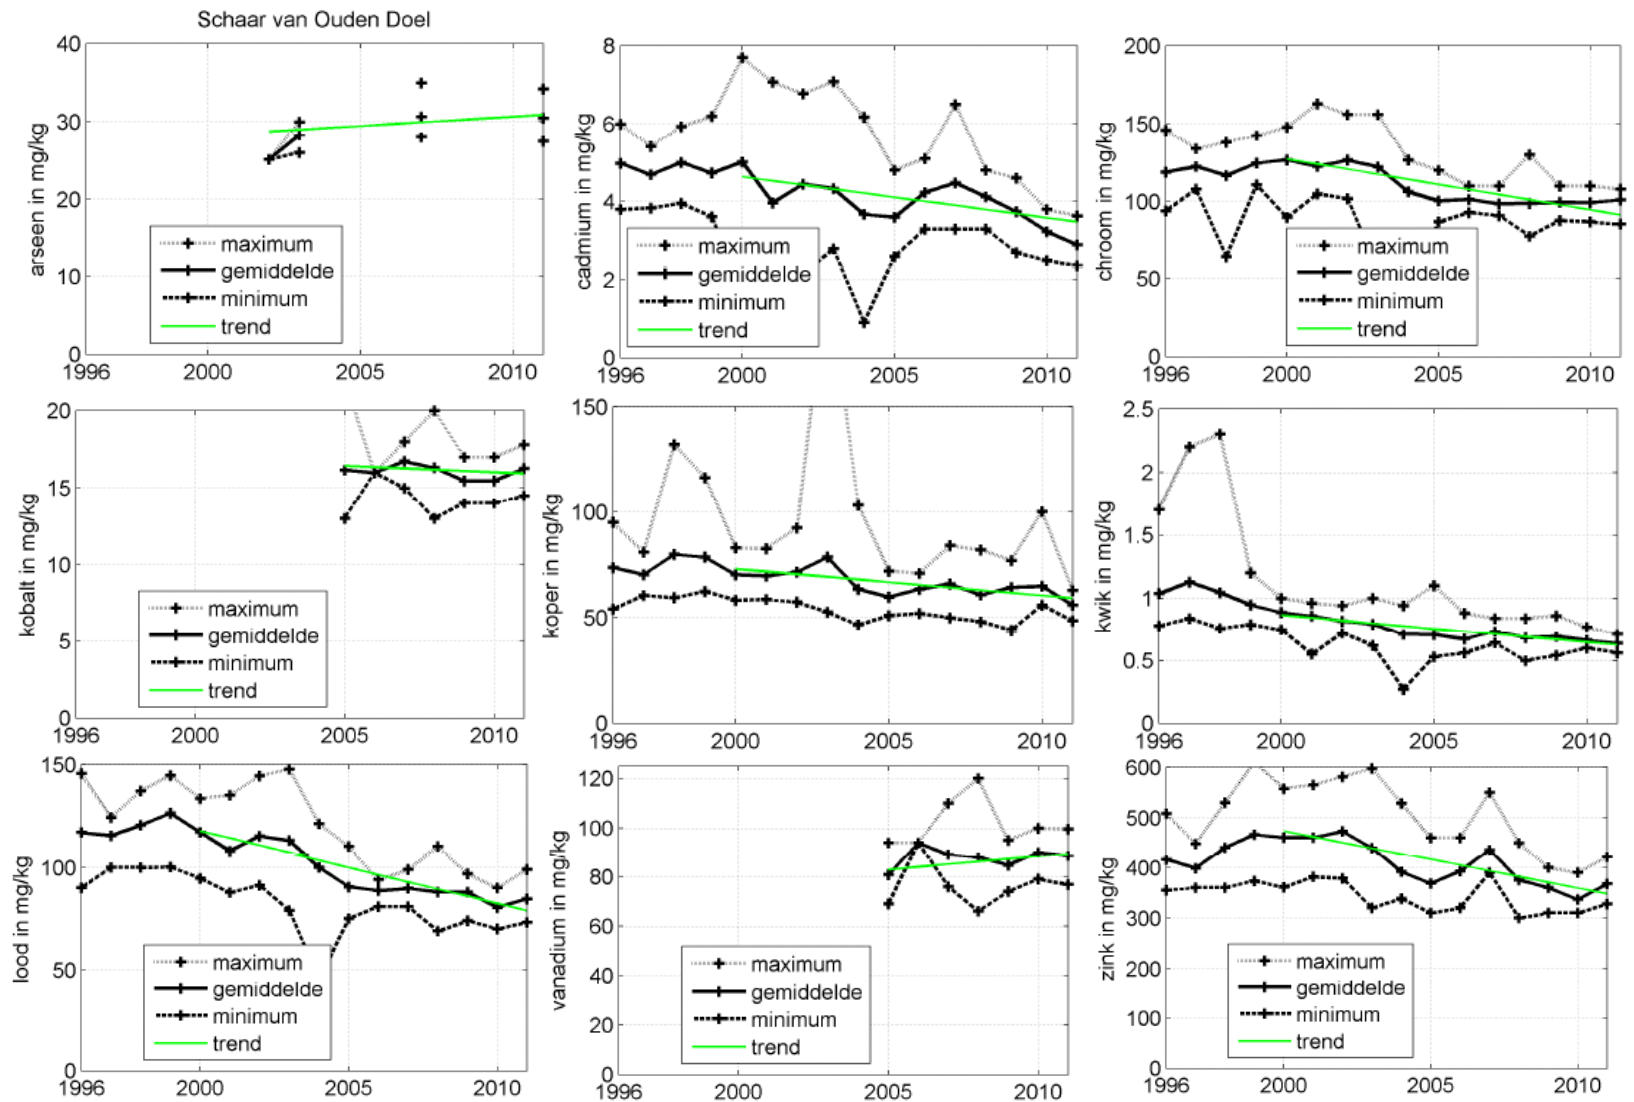 Schaar van Ouden Doel
arseen in mg/kg
40
30
20
10
0
1996 2000 2005 2010
maximum
gemiddelde
minimum
trend
cadmium in mg/kg
8
6
4
2
0
1996 2000 2005 2010
maximum
gemiddelde
minimum
trend
chroom in mg/kg
200
150
100
50
0
1996 2000 2005 2010
maximum
gemiddelde
minimum
trend
kobalt in mg/kg
20
15
10
5
0
1996 2000 2005 2010
maximum
gemiddelde
minimum
trend
koper in mg/kg
150
100
50
0
1996 2000 2005 2010
kwik in mg/kg
2.5
2
1.5
1
0.5
0
1996 2000 2005 2010
lood in mg/kg
150
100
50
0
1996 2000 2005 2010
maximum
gemiddelde
minimum
trend
vanadium in mg/kg
120
100
80
60
40
20
0
1996 2000 2005 2010
maximum
gemiddelde
minimum
trend
zink in mg/kg
600
500
400
300
200
100
0
1996 2000 2005 2010
maximum
gemiddelde
minimum
trend